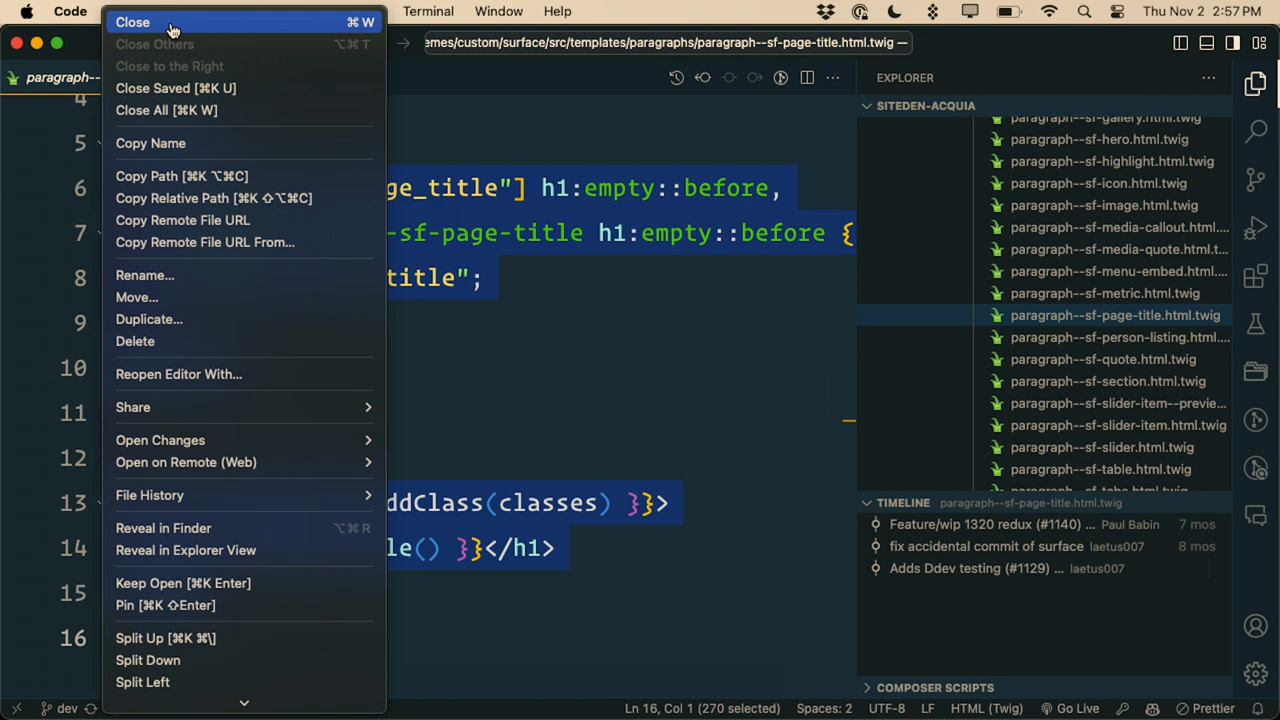 Code
Terminal
Window
Help
Thu Nov 2 2:57 PM
Close ⌘ W
Close Others ⌥⌘ T
Close to the Right
Close Saved [⌘K U]
Close All [⌘K W]
Copy Name
Copy Path [⌘K ⌥⌘C]
Copy Relative Path [⌘K ⇧⌥⌘C]
Copy Remote File URL
Copy Remote File URL From...
Rename...
Move...
Duplicate...
Delete
Reopen Editor With...
Share
Open Changes
Open on Remote (Web)
File History
Reveal in Finder ⌥⌘ R
Reveal in Explorer View
Keep Open [⌘K Enter]
Pin [⌘K ⇧Enter]
Split Up [⌘K ⌘\]
Split Down
Split Left
emes/custom/surface/src/templates/paragraphs/paragraph--sf-page-title.html.twig —
paragraph--
4
5
6 ge_title"] h1:empty::before,
7 -sf-page-title h1:empty::before {
8 title";
9
10
11
12
13 ddClass(classes) }}>
14 le() }}</h1>
15
16
EXPLORER
SITEDEN-ACQUIA
paragraph--sf-gallery.html.twig
paragraph--sf-hero.html.twig
paragraph--sf-highlight.html.twig
paragraph--sf-icon.html.twig
paragraph--sf-image.html.twig
paragraph--sf-media-callout.html....
paragraph--sf-media-quote.html.t...
paragraph--sf-menu-embed.html....
paragraph--sf-metric.html.twig
paragraph--sf-page-title.html.twig
paragraph--sf-person-listing.html....
paragraph--sf-quote.html.twig
paragraph--sf-section.html.twig
paragraph--sf-slider-item--previe...
paragraph--sf-slider-item.html.twig
paragraph--sf-slider.html.twig
paragraph--sf-table.html.twig
paragraph--sf-tabs.html.twig
TIMELINE paragraph--sf-page-title.html.twig
Feature/wip 1320 redux (#1140) ... Paul Babin 7 mos
fix accidental commit of surface laetus007 8 mos
Adds Ddev testing (#1129) ... laetus007
COMPOSER SCRIPTS
dev
Ln 16, Col 1 (270 selected)
Spaces: 2
UTF-8
LF
HTML (Twig)
Go Live
Prettier